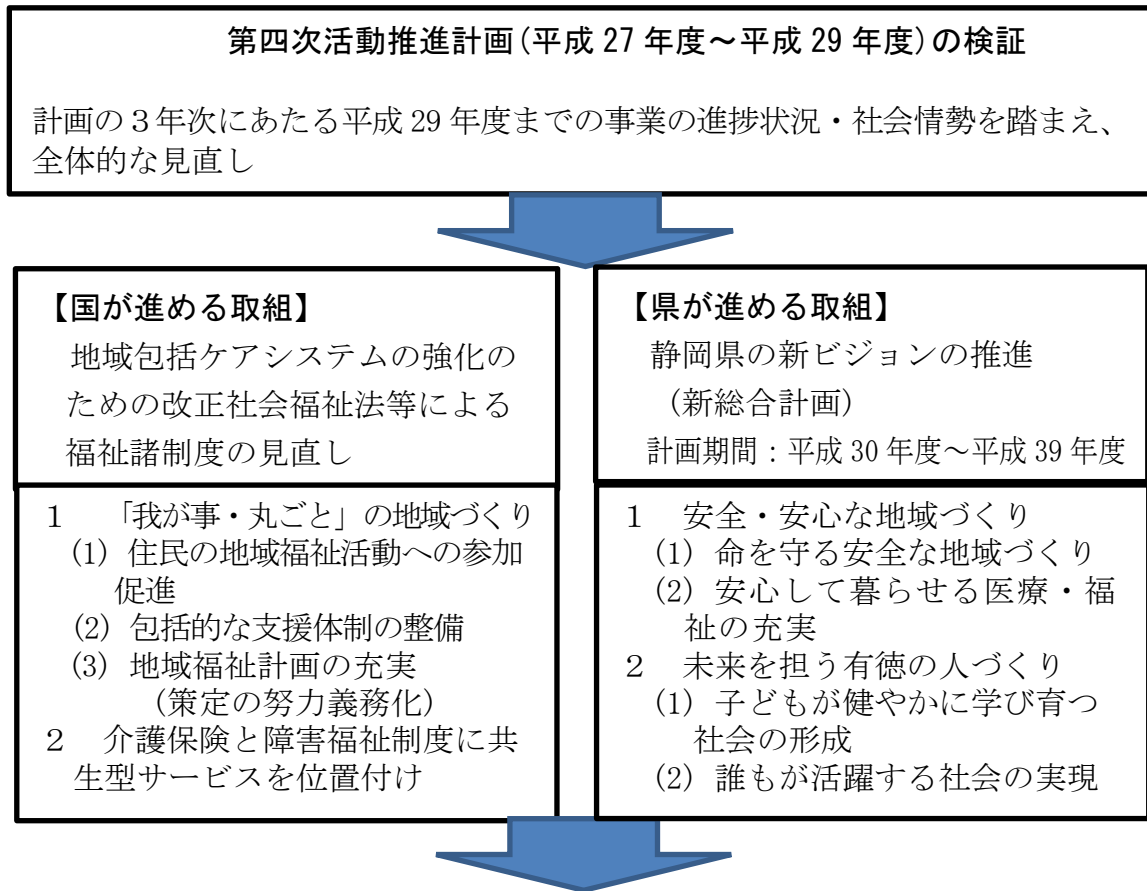 第四次活動推進計画(平成 27 年度～平成 29 年度)の検証
計画の３年次にあたる平成 29 年度までの事業の進捗状況・社会情勢を踏まえ、
全体的な見直し
【国が進める取組】
地域包括ケアシステムの強化の
ための改正社会福祉法等による
福祉諸制度の見直し
１　「我が事・丸ごと」の地域づくり
(1) 住民の地域福祉活動への参加
促進
(2) 包括的な支援体制の整備
(3) 地域福祉計画の充実
(策定の努力義務化)
２　介護保険と障害福祉制度に共
生型サービスを位置付け
【県が進める取組】
静岡県の新ビジョンの推進
(新総合計画)
計画期間：平成 30 年度～平成 39 年度
１　安全・安心な地域づくり
(1) 命を守る安全な地域づくり
(2) 安心して暮らせる医療・福
祉の充実
２　未来を担う有徳の人づくり
(1) 子どもが健やかに学び育つ
社会の形成
(2) 誰もが活躍する社会の実現